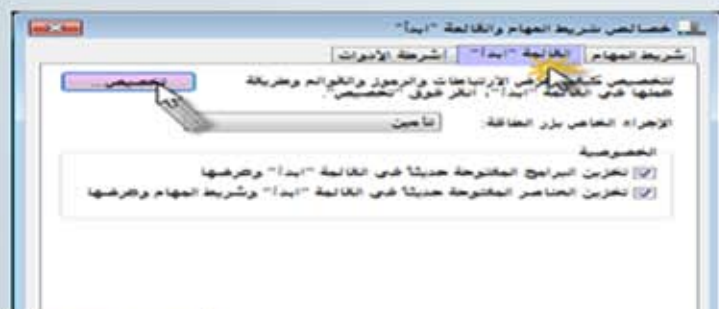 خصائص شريط المهام والقائمة "ابدأ"
شريط المهام القائمة "ابدأ" أشرطة الأدوات
لتخصيص الارتباطات والرموز والقوائم وطريقة تخصيص...
عملها في القائمة "ابدأ"، انقر فوق "تخصيص".
الإجراء الخاص بزر الطاقة: تأمين
الخصوصية
تخزين البرامج المفتوحة حديثاً في القائمة "ابدأ" وعرضها
تخزين العناصر المفتوحة حديثاً في القائمة "ابدأ" وشريط المهام وعرضها